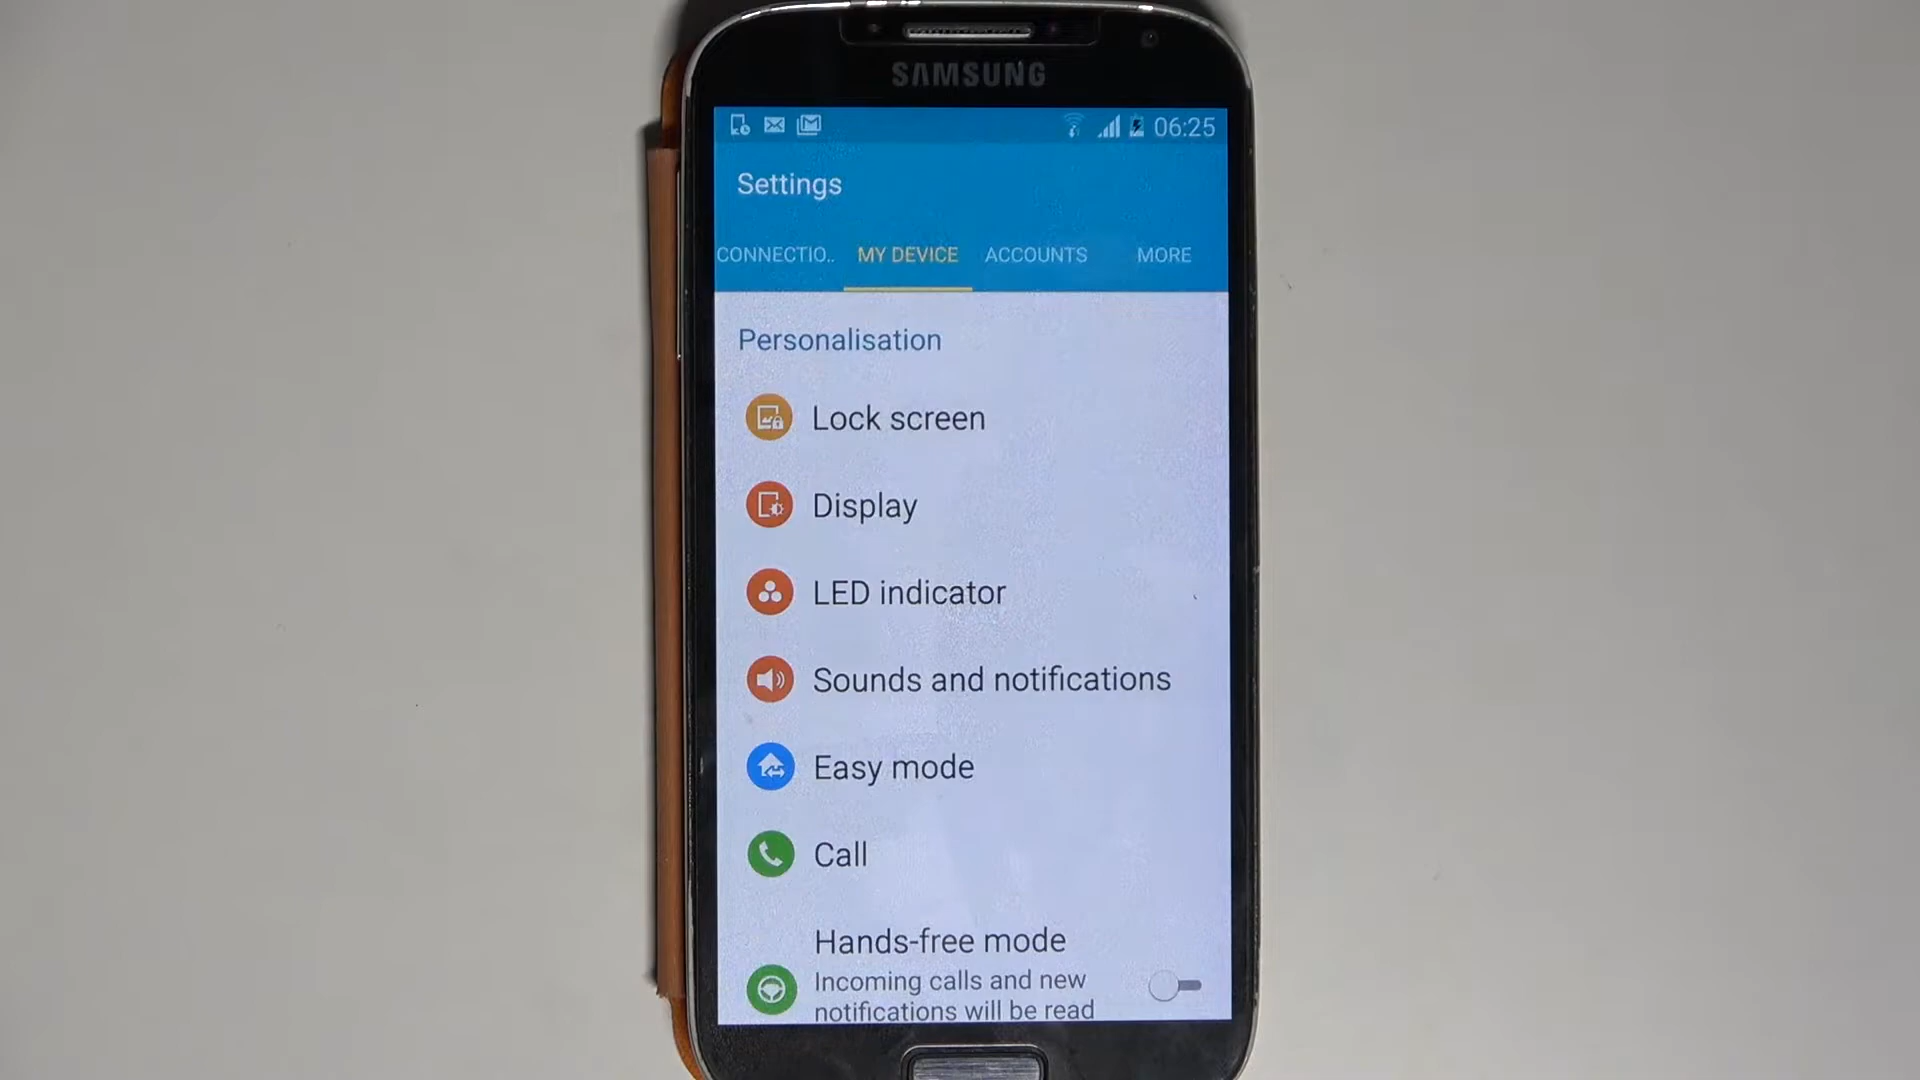 SAMSUNG
06:25
Settings
CONNECTIO.. MY DEVICE ACCOUNTS MORE
Personalisation
Lock screen
Display
LED indicator
Sounds and notifications
Easy mode
Call
Hands-free mode
Incoming calls and new
notifications will be read